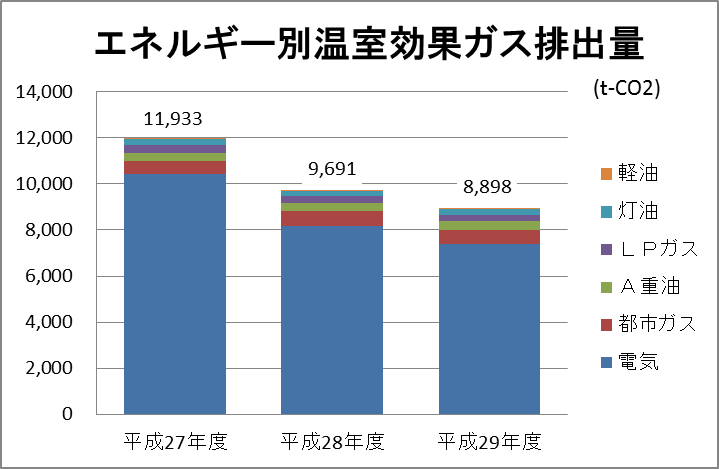 エネルギー別温室効果ガス排出量
(t-CO2)
14,000
12,000
10,000
8,000
6,000
4,000
2,000
0
11,933
9,691
8,898
平成27年度
平成28年度
平成29年度
軽油
灯油
ＬＰガス
Ａ重油
都市ガス
電気